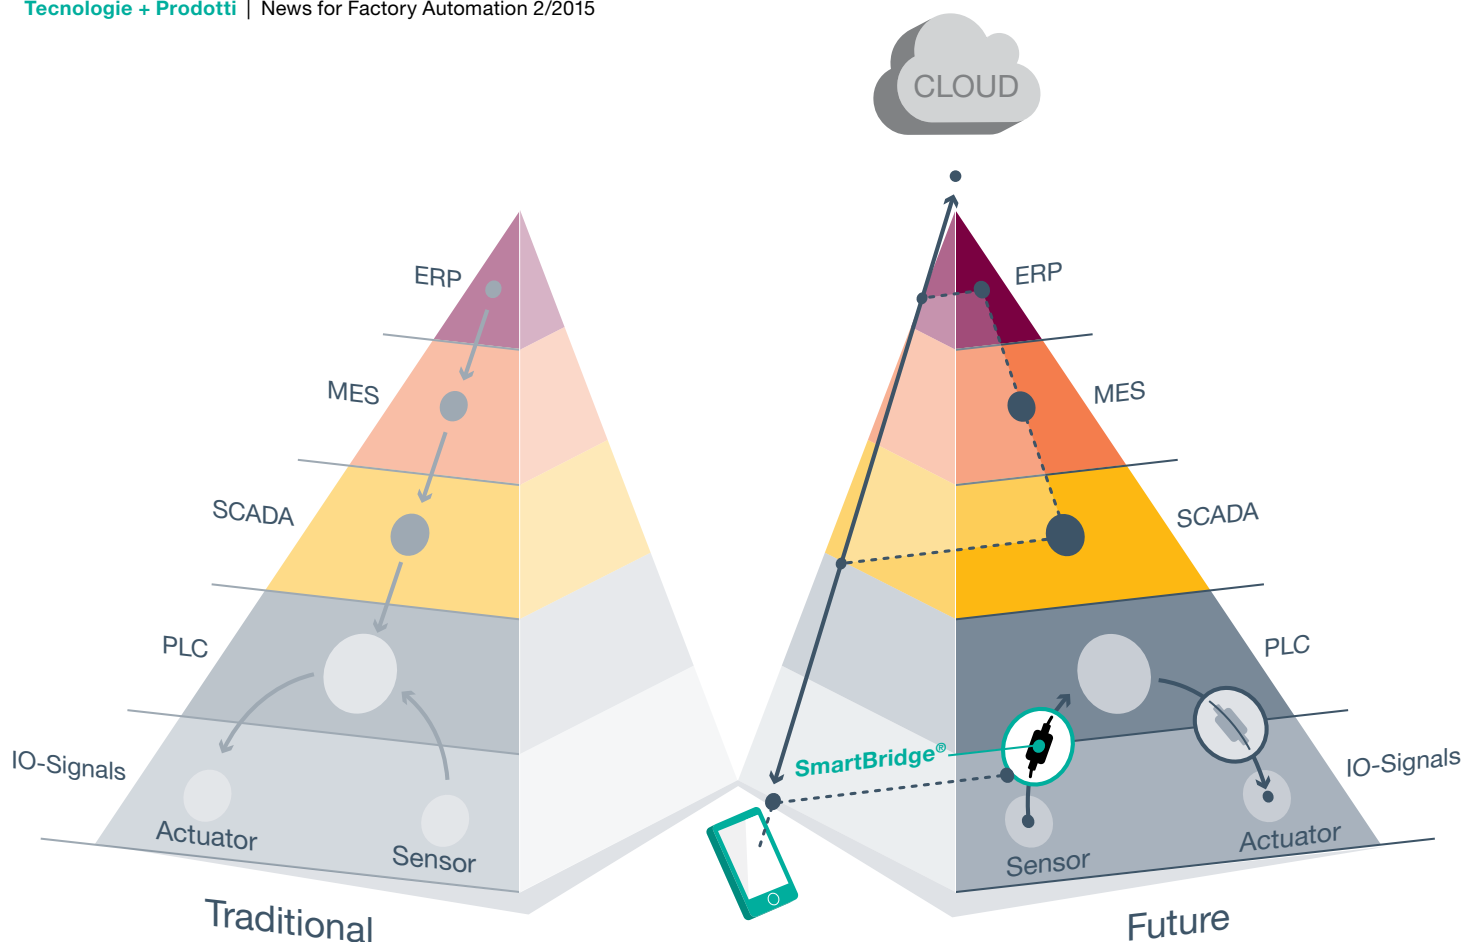 Tecnologie + Prodotti | News for Factory Automation 2/2015
CLOUD
ERP
MES
SCADA
PLC
IO-Signals
Actuator
Sensor
Traditional
ERP
MES
SCADA
PLC
IO-Signals
SmartBridge®
Sensor
Actuator
Future